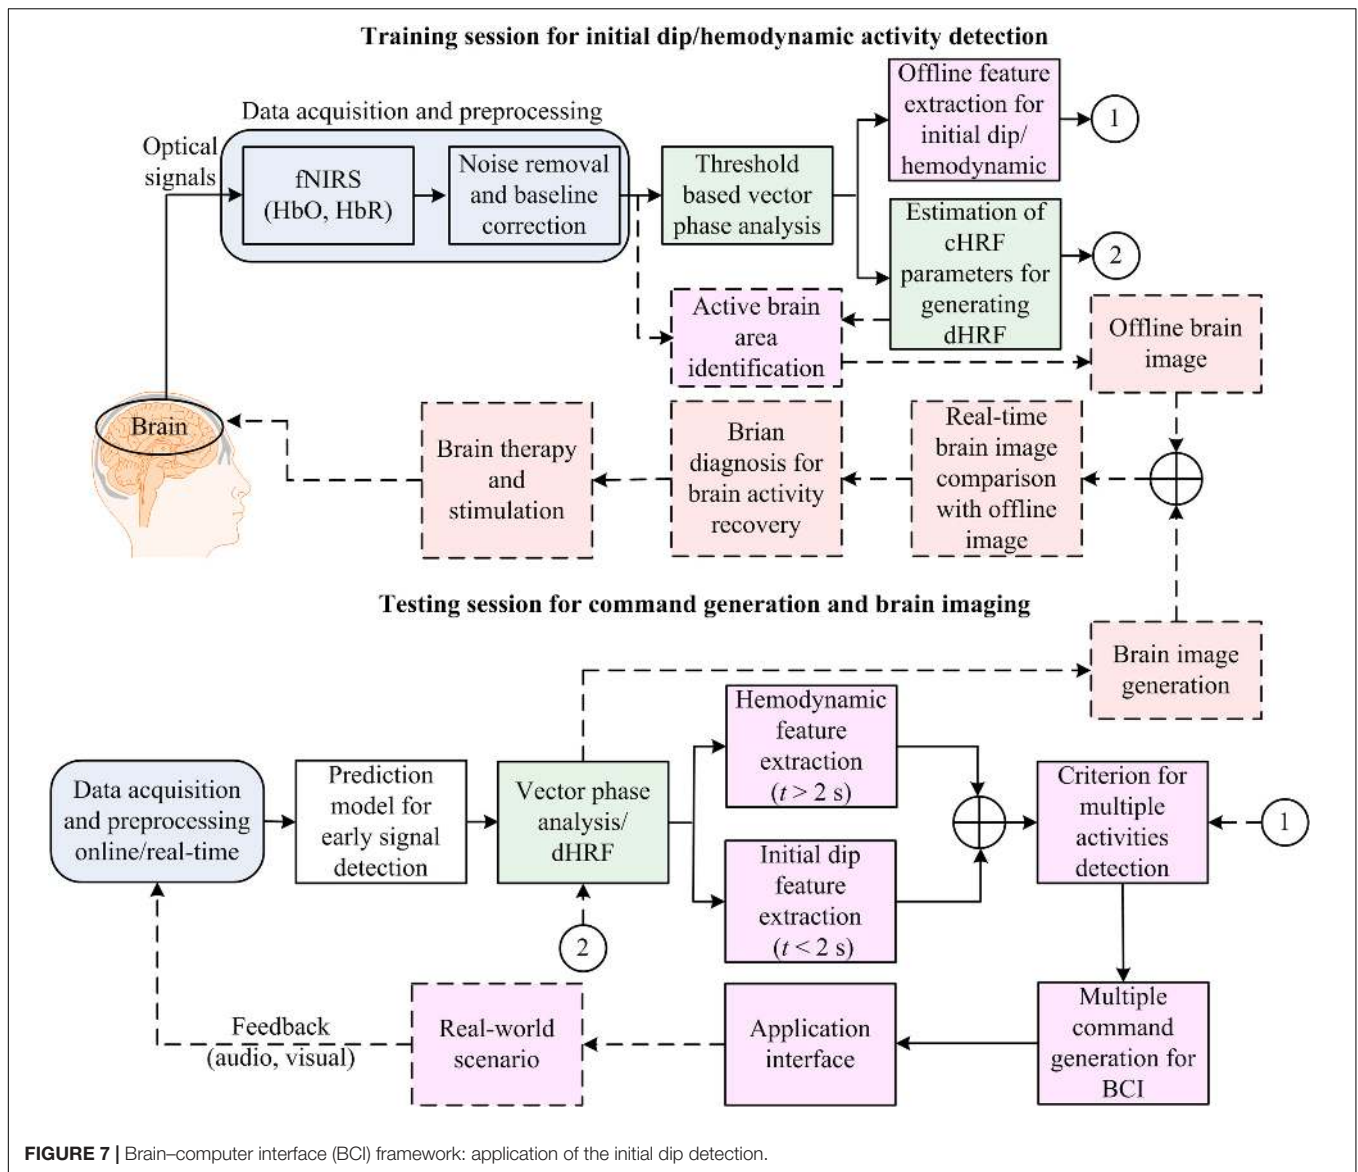 Training session for initial dip/hemodynamic activity detection
Data acquisition and preprocessing
Optical
signals
fNIRS
(HbO, HbR)
Noise removal
and baseline
correction
Threshold
based vector
phase analysis
Offline feature
extraction for
initial dip/
hemodynamic
1
Estimation of
cHRF
parameters for
generating
dHRF
2
Active brain
area
identification
Offline brain
image
Brain
Brain therapy
and
stimulation
Brian
diagnosis for
brain activity
recovery
Real-time
brain image
comparison
with offline
image
Testing session for command generation and brain imaging
Brain image
generation
Data acquisition
and preprocessing
online/real-time
Prediction
model for
early signal
detection
Vector phase
analysis/
dHRF
2
Hemodynamic
feature
extraction
(t > 2 s)
Initial dip
feature
extraction
(t < 2 s)
Criterion for
multiple
activities
detection
1
Multiple
command
generation for
BCI
Application
interface
Real-world
scenario
Feedback
(audio, visual)
FIGURE 7 | Brain–computer interface (BCI) framework: application of the initial dip detection.